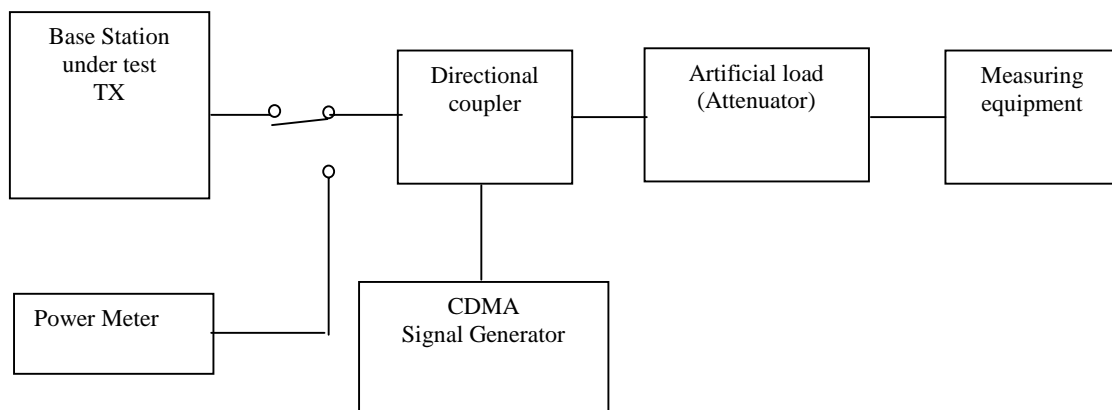 Base Station
under test
TX
Directional
coupler
Artificial load
(Attenuator)
Measuring
equipment
Power Meter
CDMA
Signal Generator